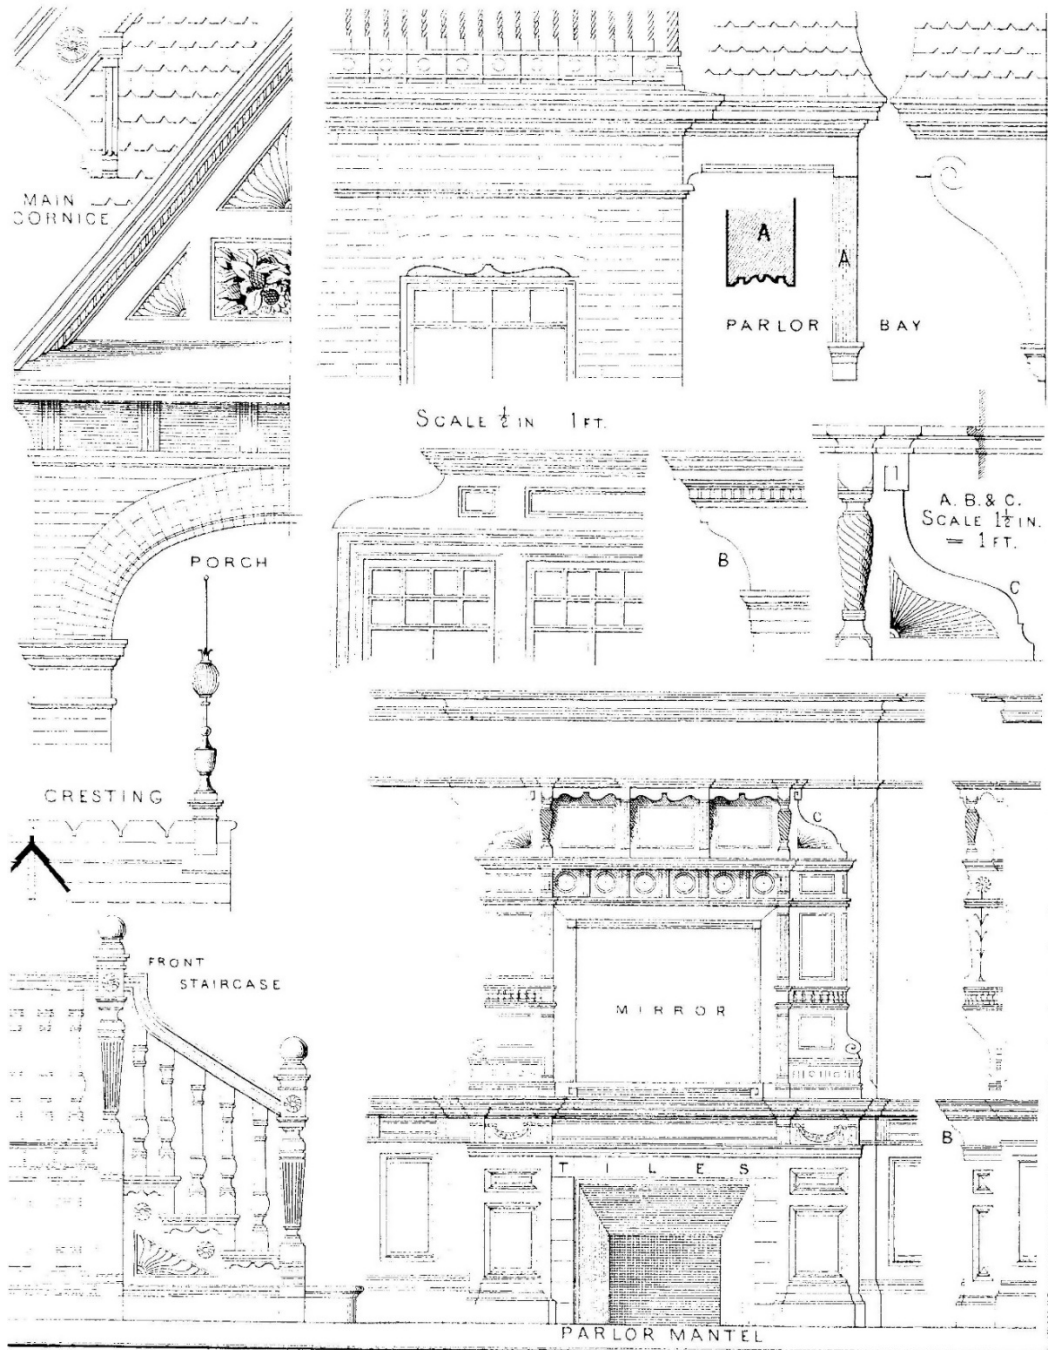 MAIN
CORNICE
A
A
PARLOR BAY
SCALE ½ IN 1 FT.
A. B. & C.
SCALE 1½ IN.
= 1 FT.
B
C
PORCH
CRESTING
C
FRONT
STAIRCASE
MIRROR
B
TILES
PARLOR MANTEL